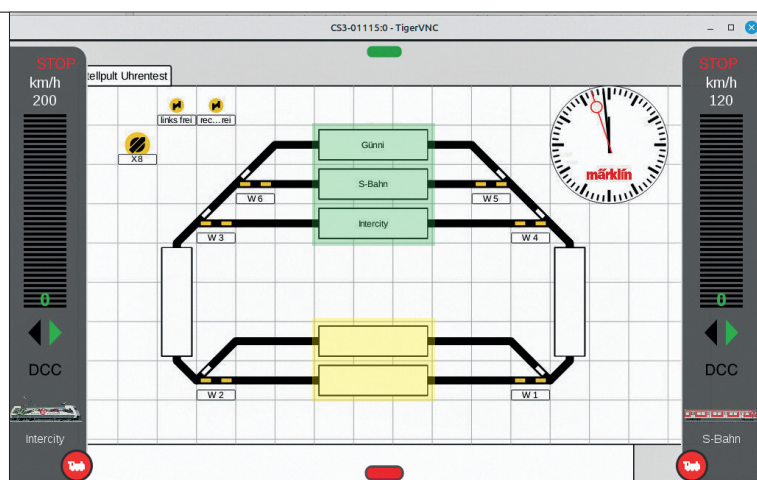 CS3-01115:0 - TigerVNC
STOP
km/h
200
0
DCC
Intercity
tellpult Uhrentest
links frei
rec...rei
X8
Günni
S-Bahn
Intercity
W 6
W 5
W 3
W 4
W 2
W 1
märklin
STOP
km/h
120
0
DCC
S-Bahn